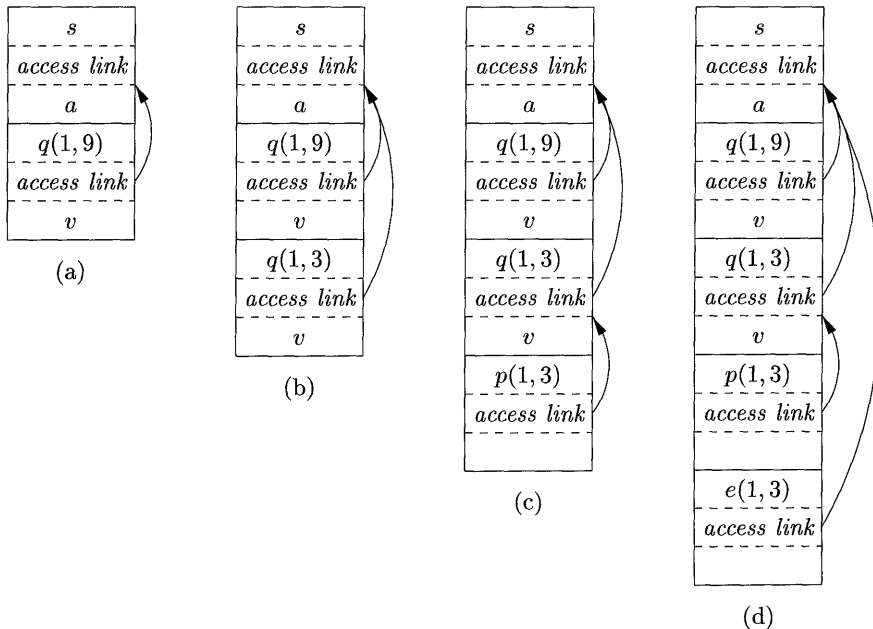 s
access link
a
q(1, 9)
access link
v
(a)
s
access link
a
q(1, 9)
access link
v
q(1, 3)
access link
v
(b)
s
access link
a
q(1, 9)
access link
v
q(1, 3)
access link
v
p(1, 3)
access link
(c)
s
access link
a
q(1, 9)
access link
v
q(1, 3)
access link
v
p(1, 3)
access link
e(1, 3)
access link
(d)